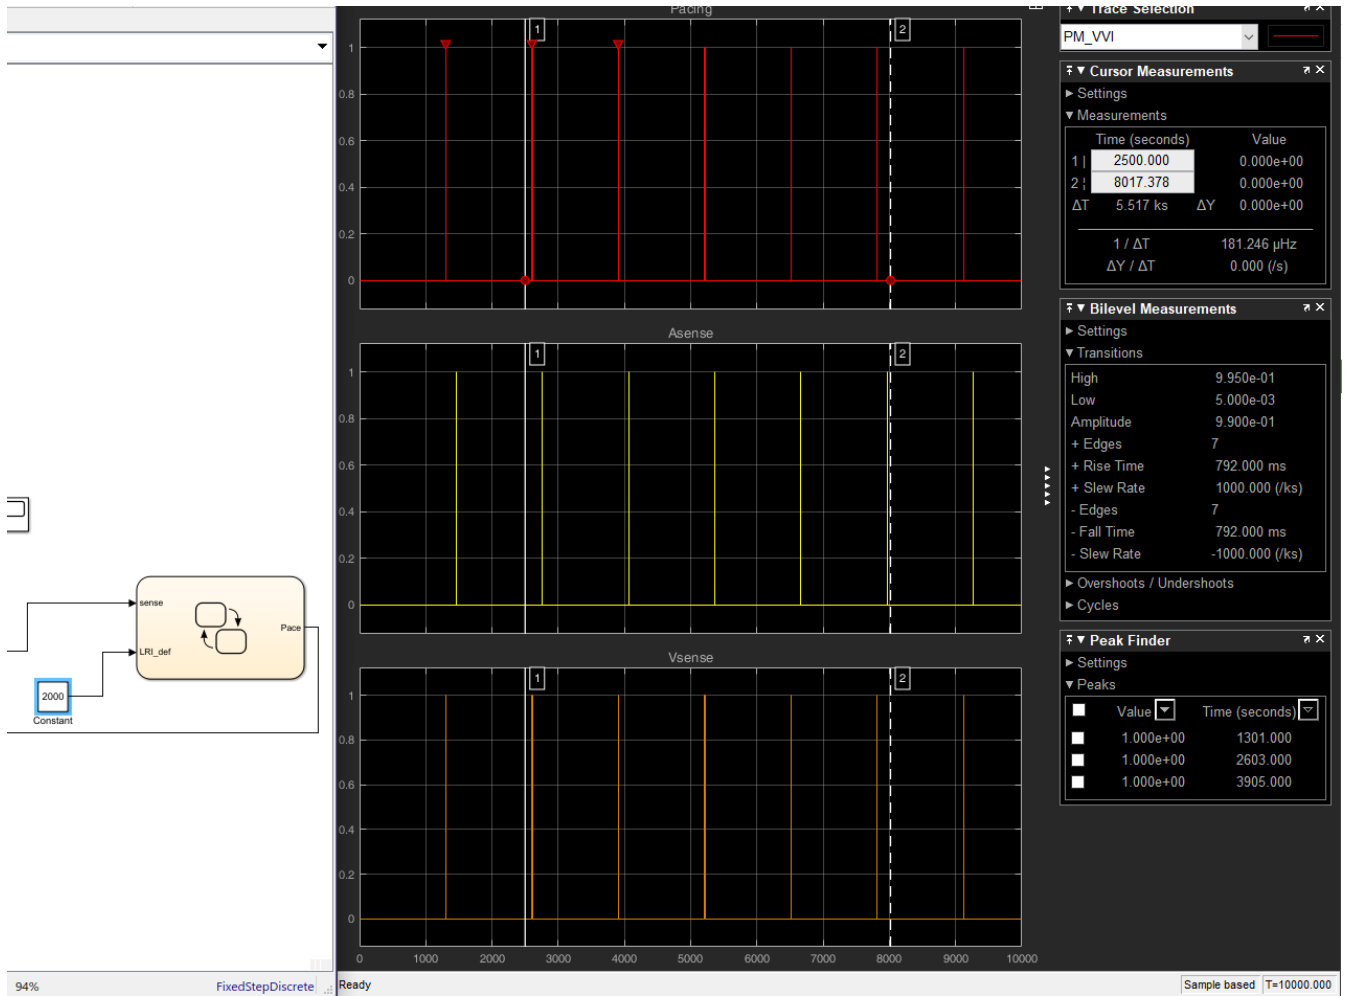 sense
LRI_def
Pace
2000
Constant
94%
FixedStepDiscrete
Pacing
1
2
1
0.8
0.6
0.4
0.2
0
Asense
1
2
1
0.8
0.6
0.4
0.2
0
Vsense
1
2
1
0.8
0.6
0.4
0.2
0
0 1000 2000 3000 4000 5000 6000 7000 8000 9000 10000
Ready
Sample based T=10000.000
Trace Selection
PM_VVI
Cursor Measurements
Settings
Measurements
Time (seconds) Value
1 | 2500.000 0.000e+00
2 ¦ 8017.378 0.000e+00
ΔT 5.517 ks ΔY 0.000e+00
1 / ΔT 181.246 µHz
ΔY / ΔT 0.000 (/s)
Bilevel Measurements
Settings
Transitions
High 9.950e-01
Low 5.000e-03
Amplitude 9.900e-01
+ Edges 7
+ Rise Time 792.000 ms
+ Slew Rate 1000.000 (/ks)
- Edges 7
- Fall Time 792.000 ms
- Slew Rate -1000.000 (/ks)
Overshoots / Undershoots
Cycles
Peak Finder
Settings
Peaks
Value Time (seconds)
1.000e+00 1301.000
1.000e+00 2603.000
1.000e+00 3905.000